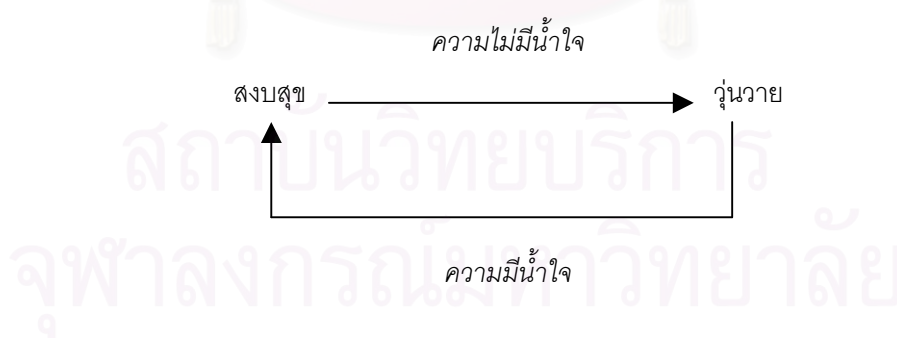 ความไม่มีน้ำใจ
สงบสุข วุ่นวาย
สถาบันวิทยบริการ
จุฬาลงกรณ์มหาวิทยาลัย
ความมีน้ำใจ